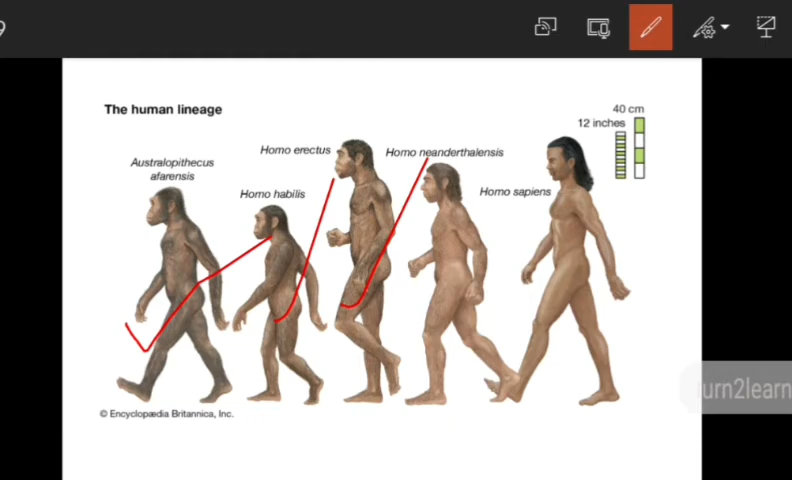 9
The human lineage
40 cm
12 inches
Homo erectus
Homo neanderthalensis
Australopithecus
afarensis
Homo habilis
Homo sapiens
urn2learn
© Encyclopædia Britannica, Inc.